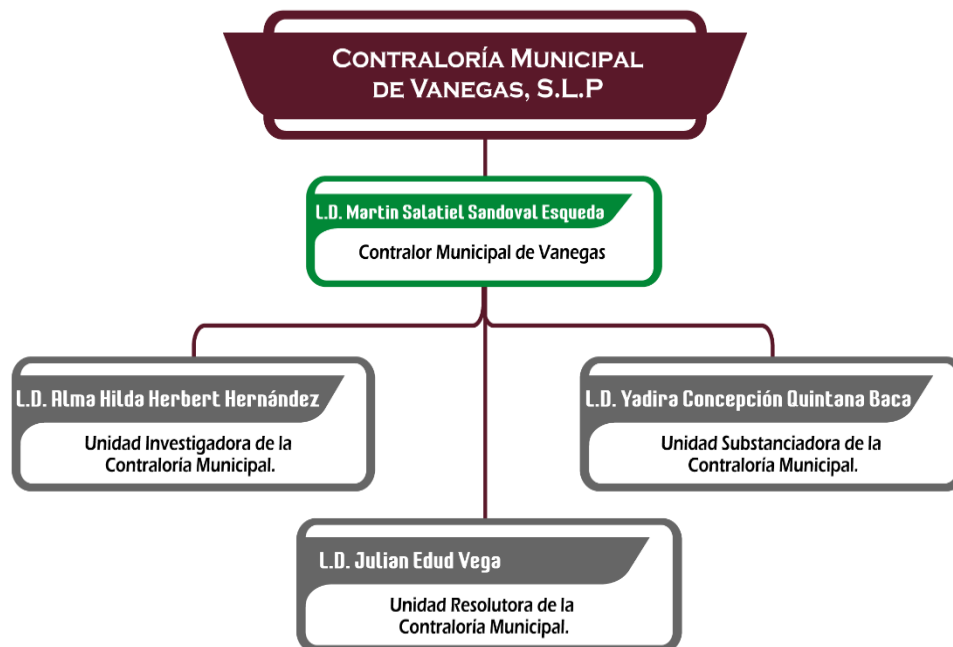 CONTRALORÍA MUNICIPAL
DE VANEGAS, S.L.P
L.D. Martin Salatiel Sandoval Esqueda
Contralor Municipal de Vanegas
L.D. Alma Hilda Herbert Hernández
Unidad Investigadora de la
Contraloría Municipal.
L.D. Yadira Concepción Quintana Baca
Unidad Substanciadora de la
Contraloría Municipal.
L.D. Julian Edud Vega
Unidad Resolutora de la
Contraloría Municipal.